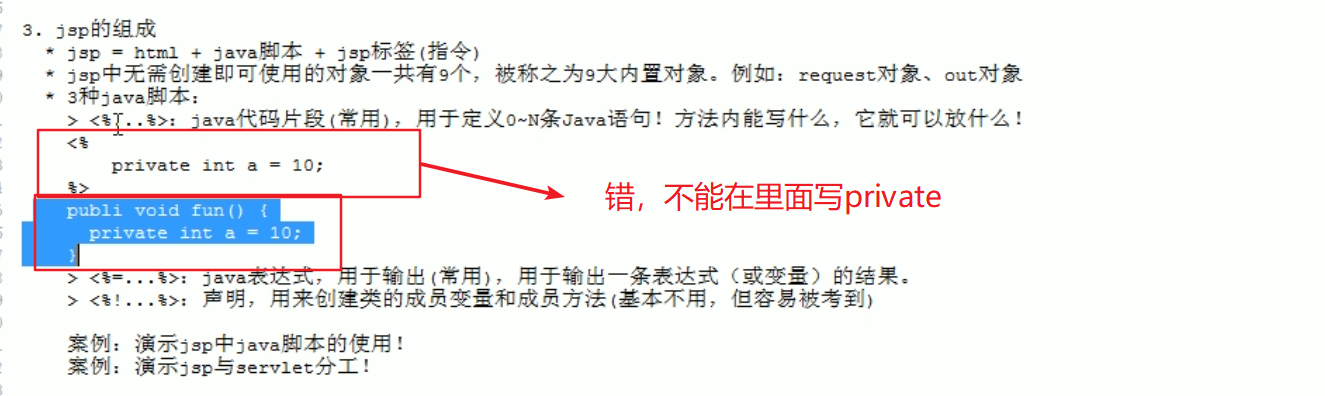 3. jsp的组成
* jsp = html + java脚本 + jsp标签(指令)
* jsp中无需创建即可使用的对象一共有9个，被称之为9大内置对象。例如：request对象、out对象
* 3种java脚本：
> <%...%>：java代码片段(常用)，用于定义0~N条Java语句！方法内能写什么，它就可以放什么！
<%
private int a = 10;
%>
错，不能在里面写private
publi void fun() {
private int a = 10;
}
> <%=...%>：java表达式，用于输出(常用)，用于输出一条表达式（或变量）的结果。
> <%!...%>：声明，用来创建类的成员变量和成员方法(基本不用，但容易被考到)
案例：演示jsp中java脚本的使用！
案例：演示jsp与servlet分工！